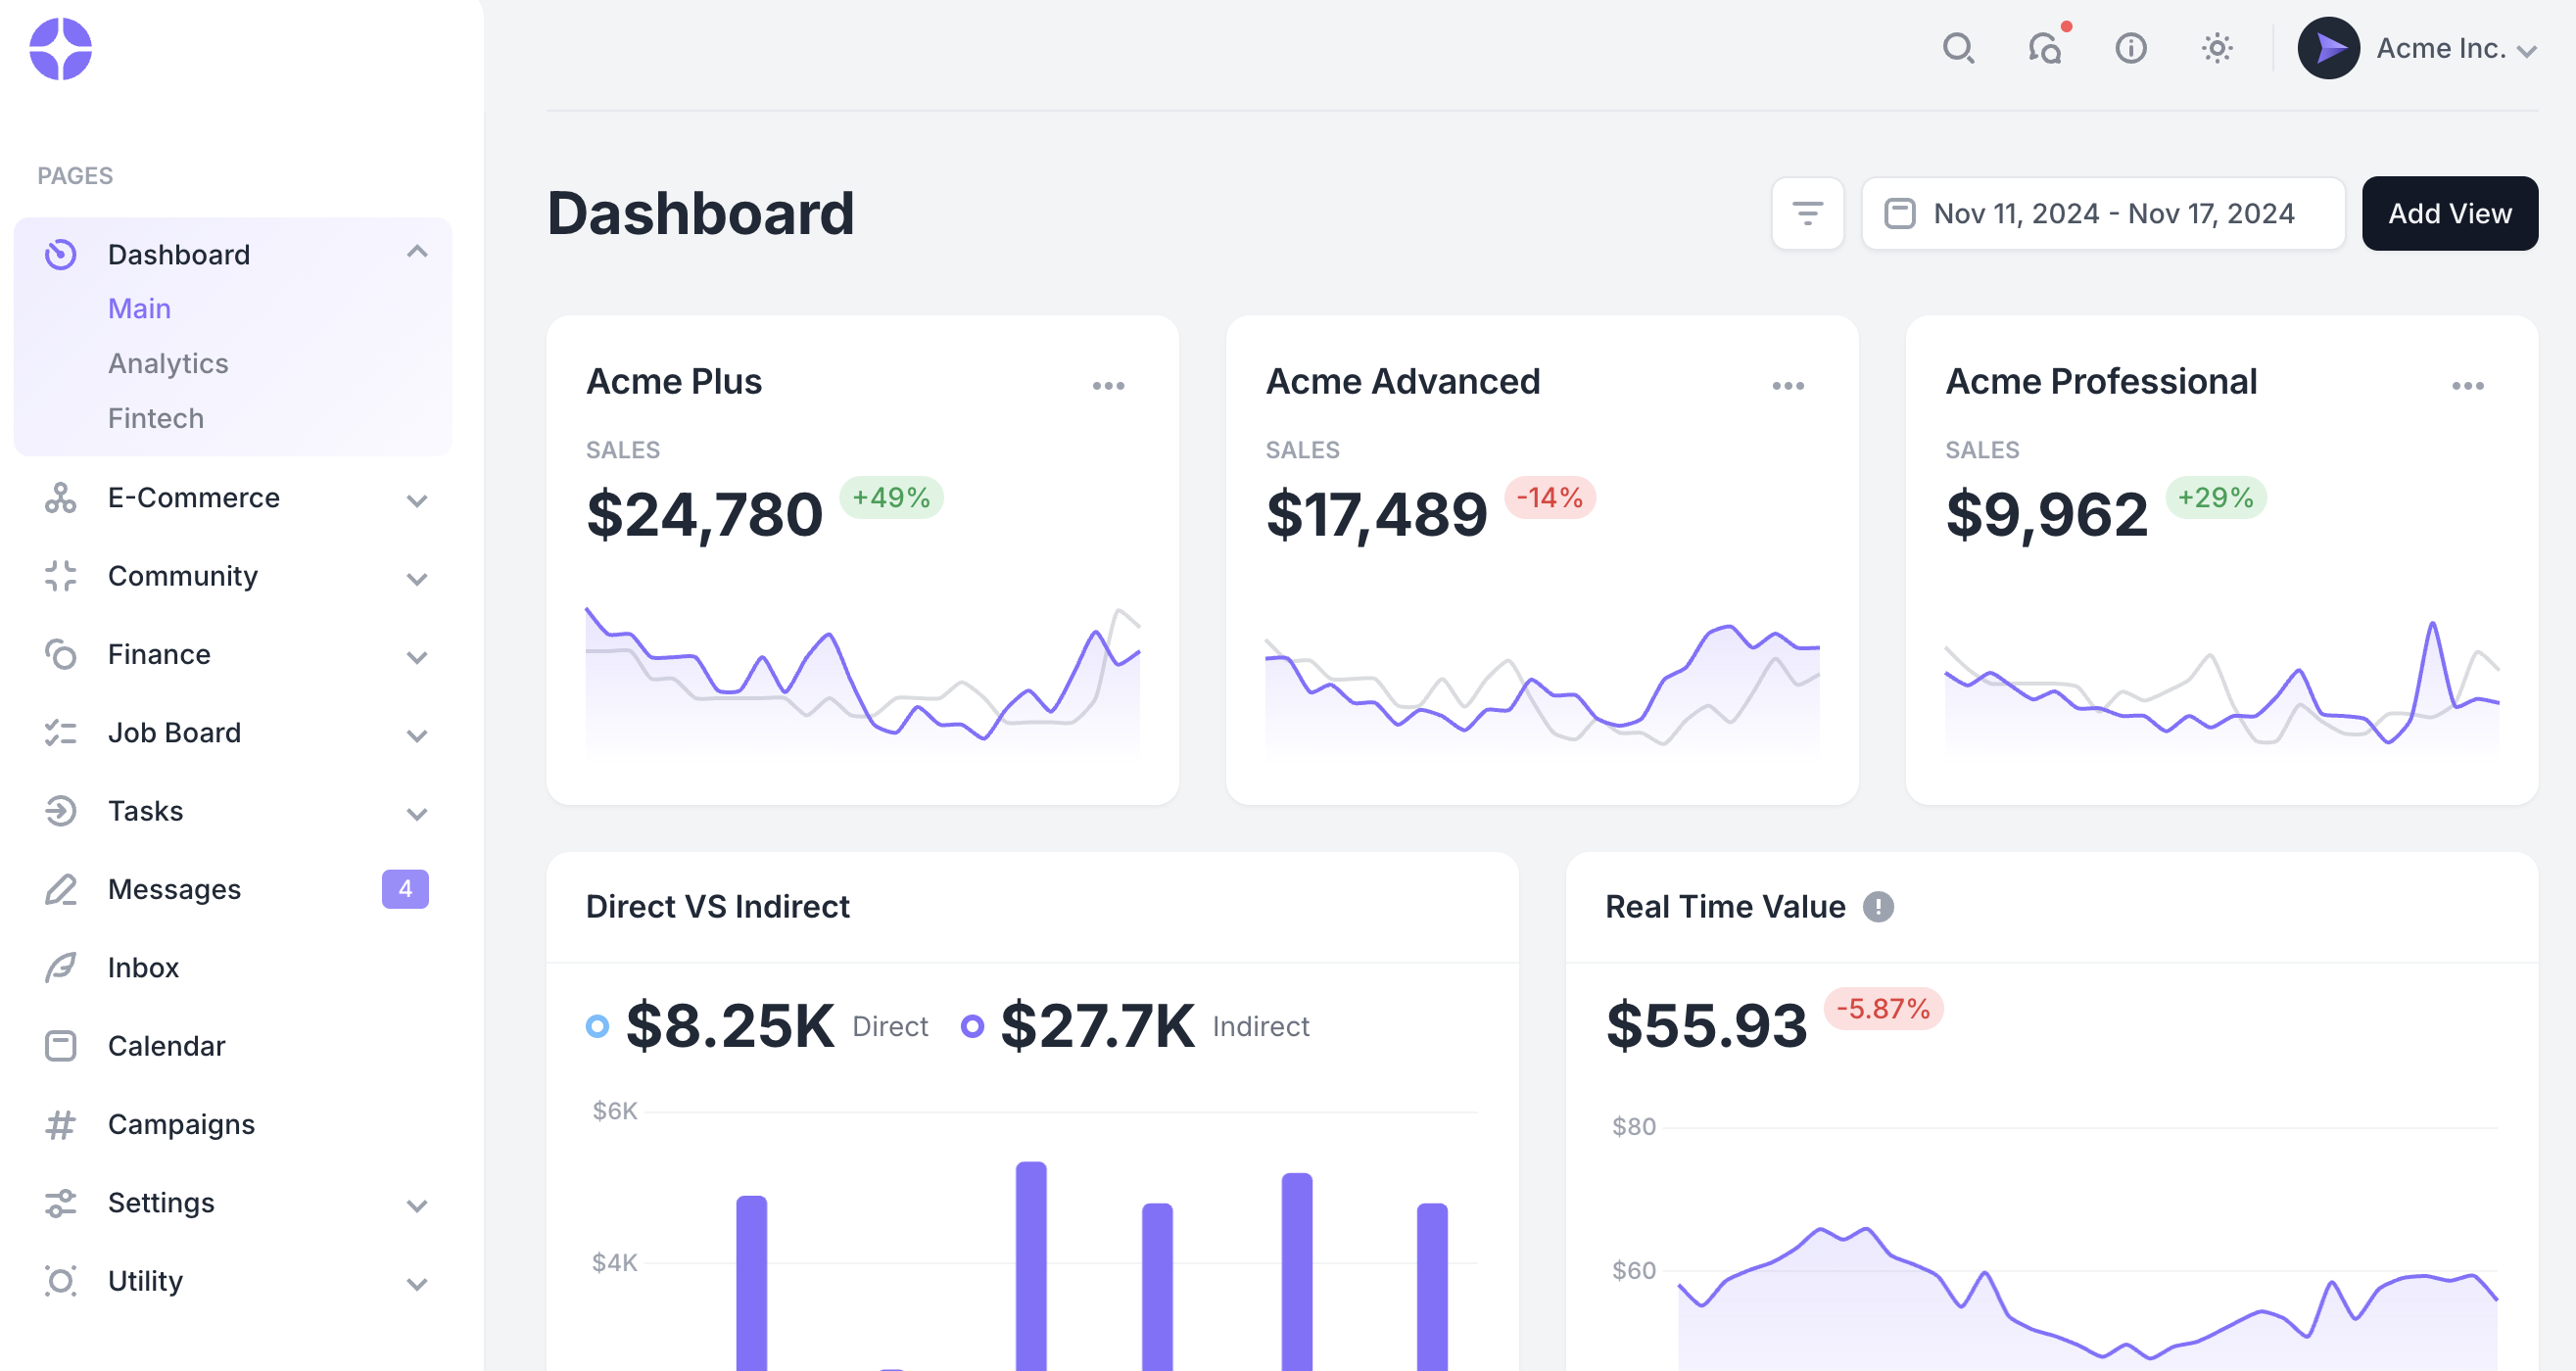 Acme Inc.
PAGES
Dashboard
Main
Analytics
Fintech
E-Commerce
Community
Finance
Job Board
Tasks
Messages 4
Inbox
Calendar
Campaigns
Settings
Utility
Dashboard
Nov 11, 2024 - Nov 17, 2024
Add View
Acme Plus
SALES
$24,780 +49%
Acme Advanced
SALES
$17,489 -14%
Acme Professional
SALES
$9,962 +29%
Direct VS Indirect
$8.25K Direct $27.7K Indirect
$6K
$4K
Real Time Value
$55.93 -5.87%
$80
$60